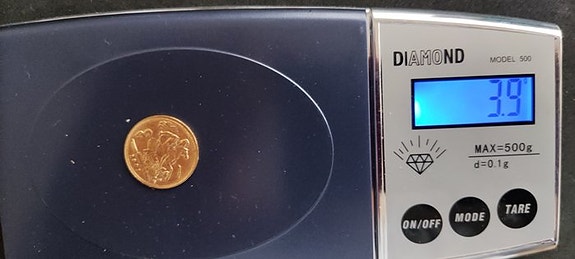 DIAMOND MODEL 500
3.9
MAX=500g
d=0.1g
ON/OFF MODE TARE